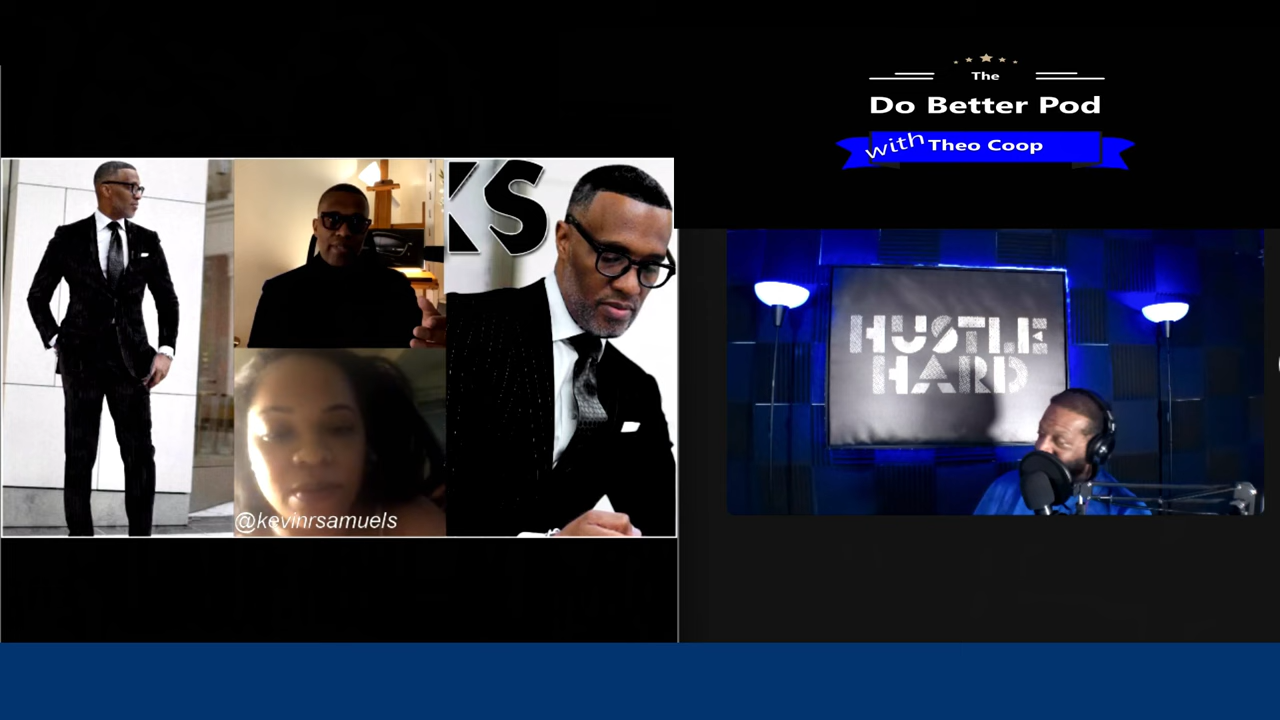 KS
@kevinrsamuels
The
Do Better Pod
with Theo Coop
HUSTLE
HARD